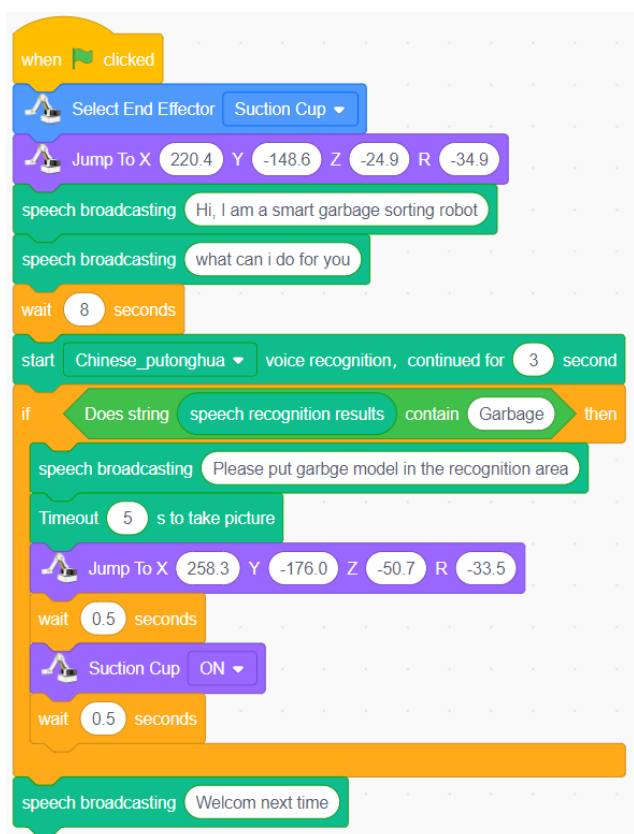 when clicked
Select End Effector Suction Cup
Jump To X 220.4 Y -148.6 Z -24.9 R -34.9
speech broadcasting Hi, I am a smart garbage sorting robot
speech broadcasting what can i do for you
wait 8 seconds
start Chinese_putonghua voice recognition, continued for 3 second
if Does string speech recognition results contain Garbage then
speech broadcasting Please put garbge model in the recognition area
Timeout 5 s to take picture
Jump To X 258.3 Y -176.0 Z -50.7 R -33.5
wait 0.5 seconds
Suction Cup ON
wait 0.5 seconds
speech broadcasting Welcom next time